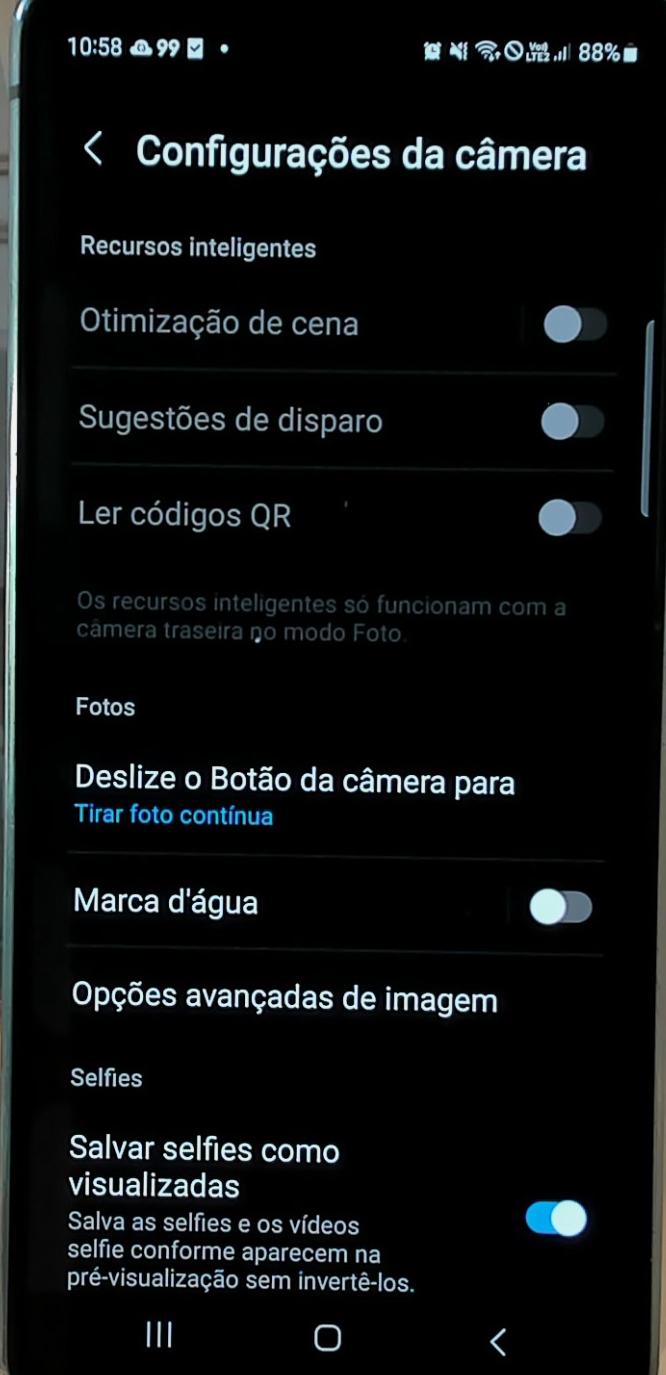 10:58 99 Vo) LTE2 88%
Configurações da câmera
Recursos inteligentes
Otimização de cena
Sugestões de disparo
Ler códigos QR
Os recursos inteligentes só funcionam com a
câmera traseira no modo Foto.
Fotos
Deslize o Botão da câmera para
Tirar foto contínua
Marca d'água
Opções avançadas de imagem
Selfies
Salvar selfies como
visualizadas
Salva as selfies e os vídeos
selfie conforme aparecem na
pré-visualização sem invertê-los.